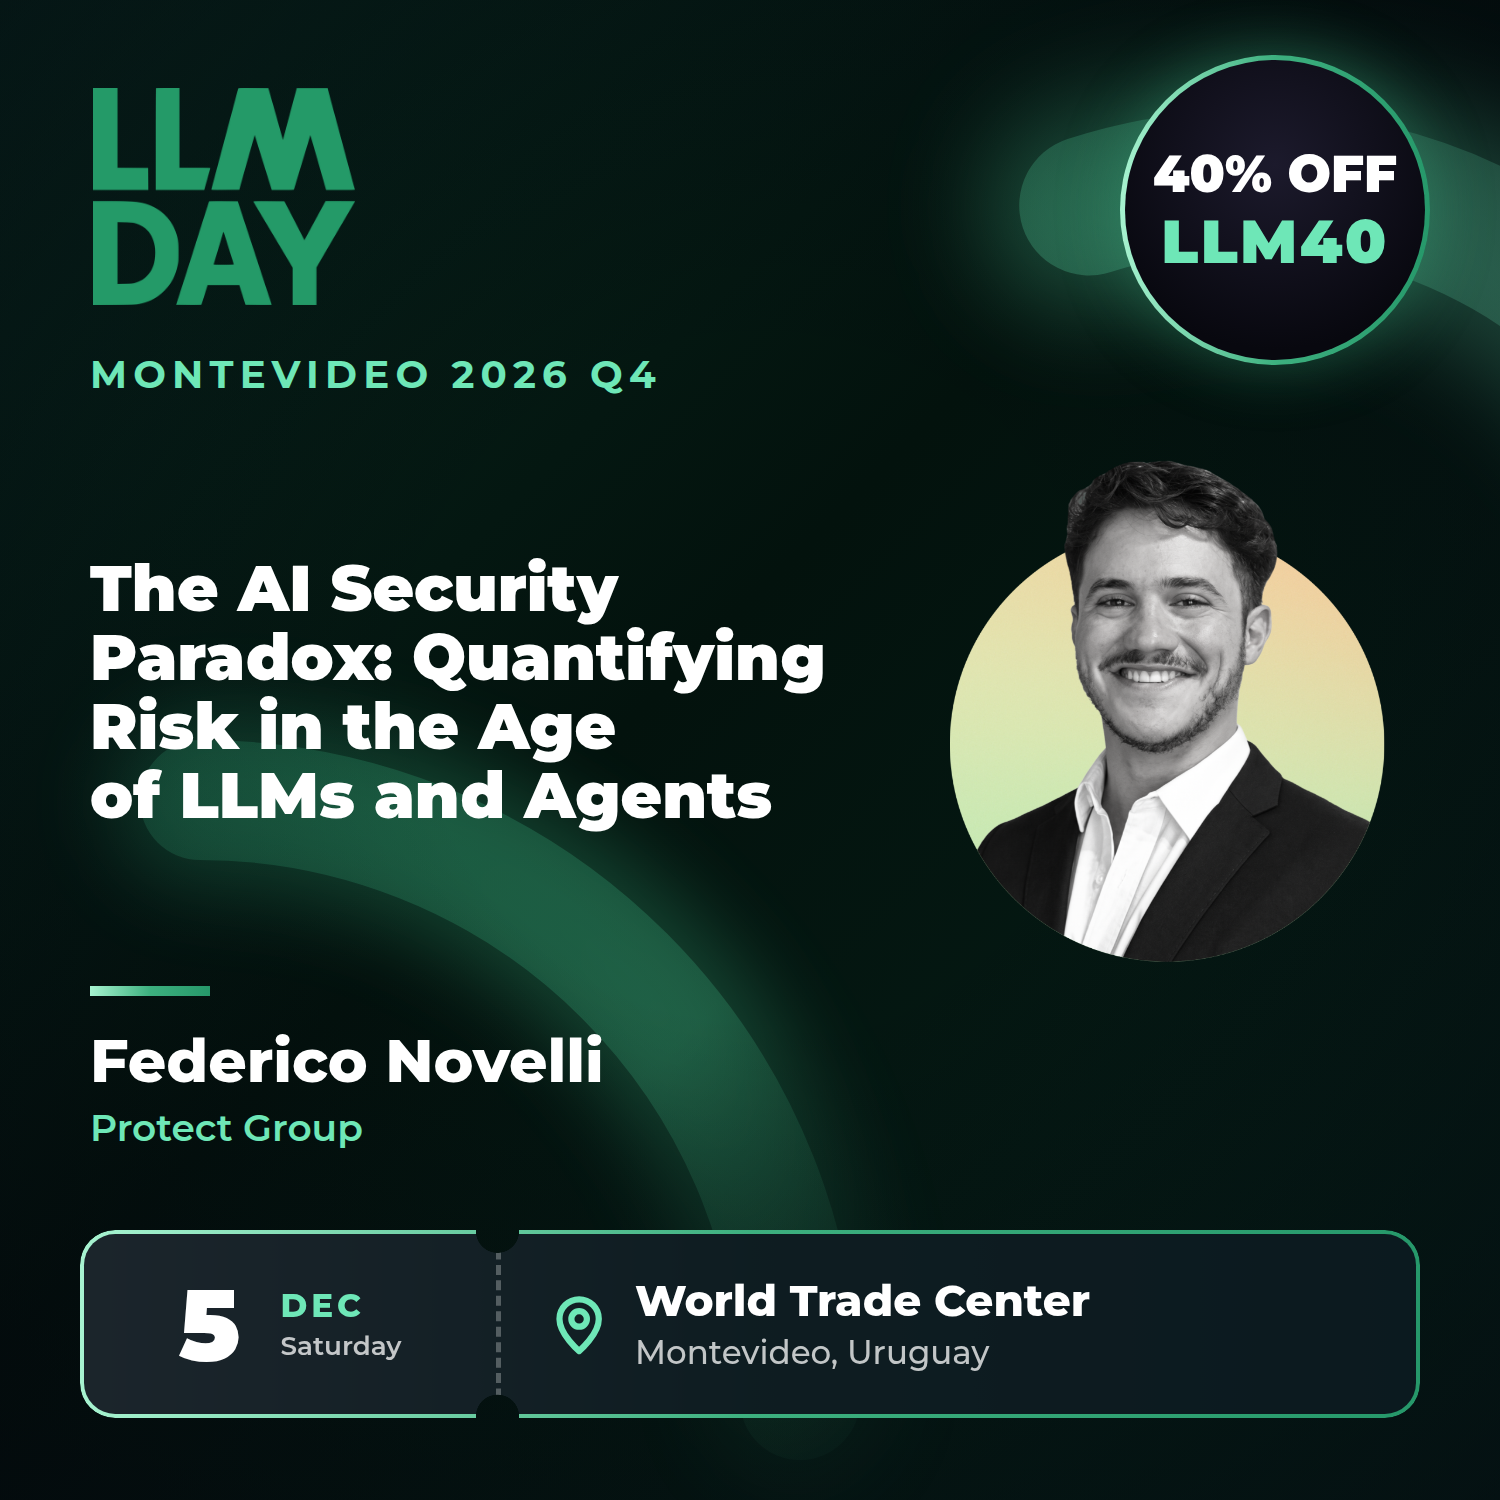 LLM
DAY
MONTEVIDEO 2026 Q4
40% OFF
LLM40
The AI Security
Paradox: Quantifying
Risk in the Age
of LLMs and Agents
Federico Novelli
Protect Group
5
DEC
Saturday
World Trade Center
Montevideo, Uruguay